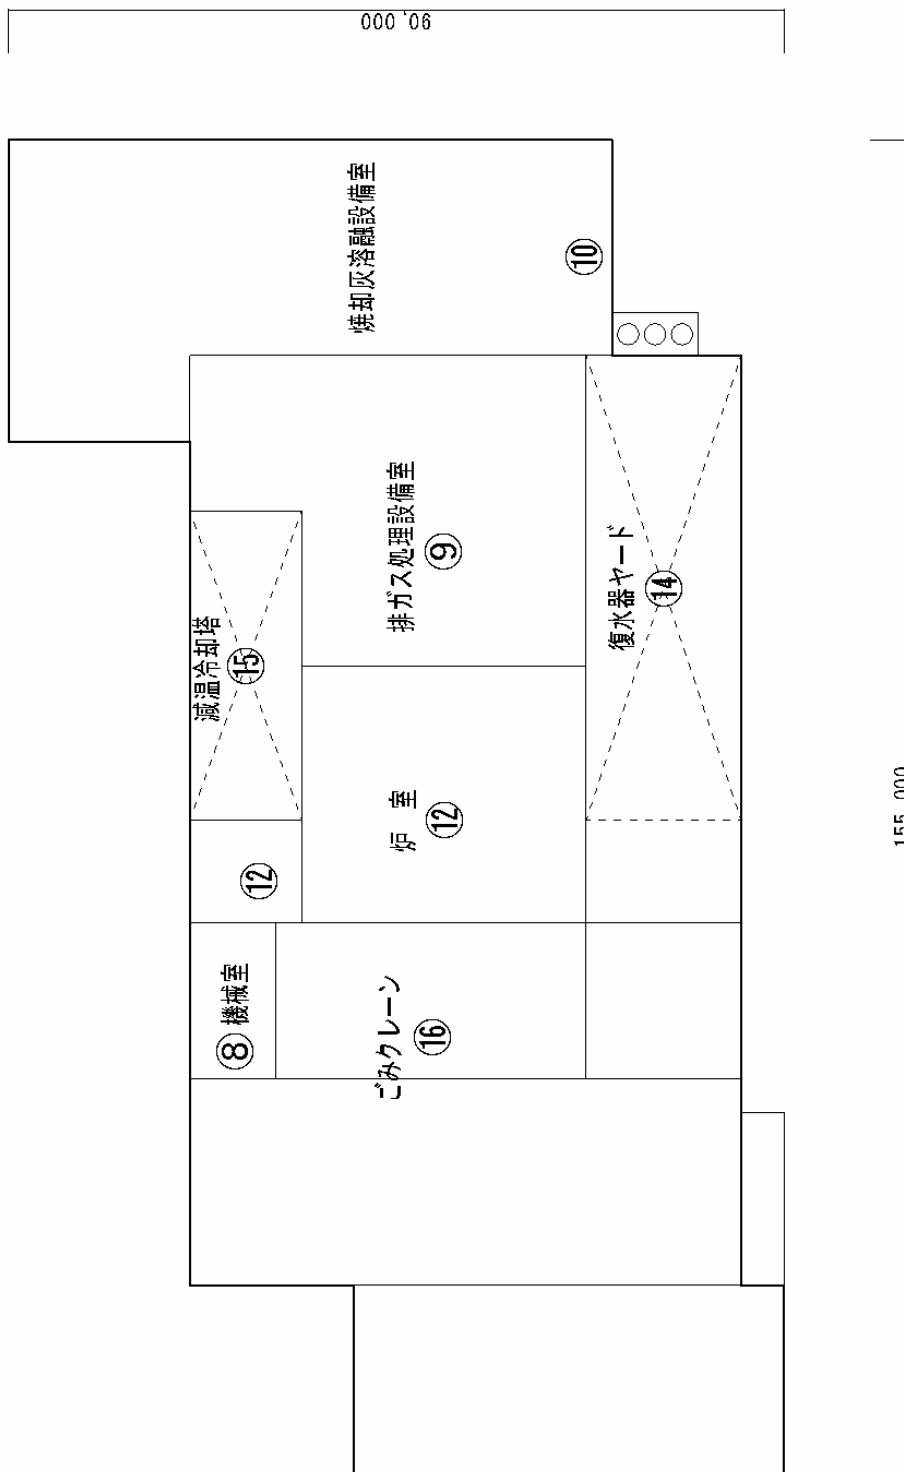 90,000
焼却灰溶融設備室
⑩
排ガス処理設備室
⑨
復水器ヤード
⑭
減温冷却塔
⑮
炉 室
⑫
⑫
⑧ 機械室
ごみクレーン
⑯
155,000